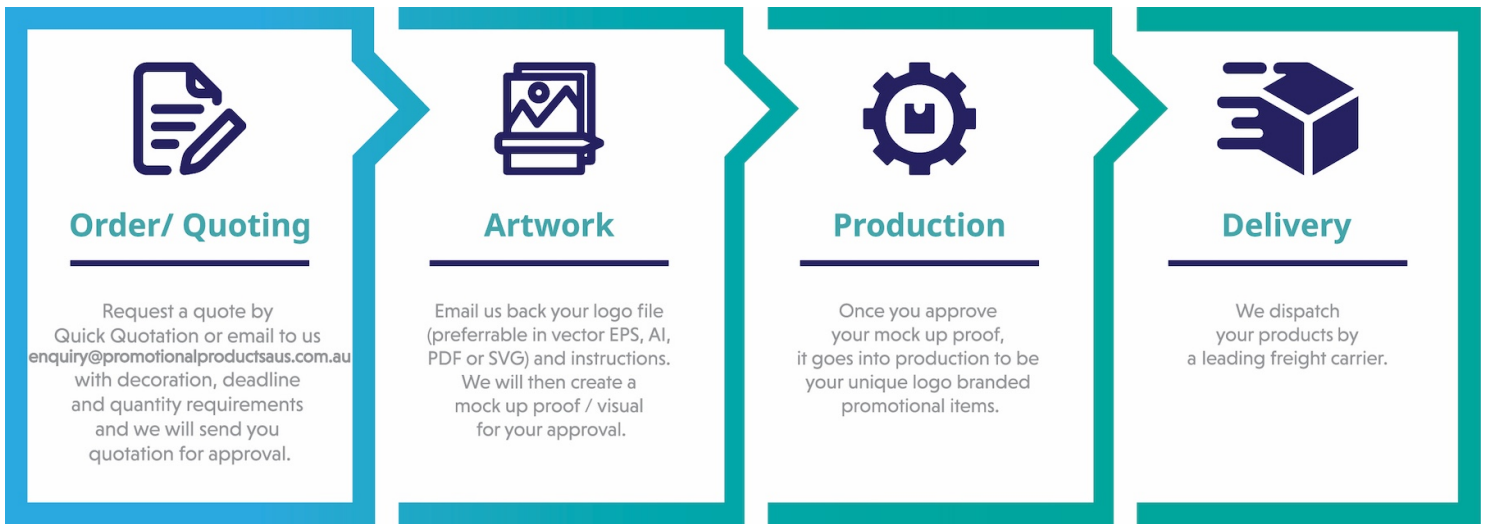 Order/ Quoting
Request a quote by
Quick Quotation or email to us
enquiry@promotionalproductsaus.com.au
with decoration, deadline
and quantity requirements
and we will send you
quotation for approval.
Artwork
Email us back your logo file
(preferrable in vector EPS, AI,
PDF or SVG) and instructions.
We will then create a
mock up proof / visual
for your approval.
Production
Once you approve
your mock up proof,
it goes into production to be
your unique logo branded
promotional items.
Delivery
We dispatch
your products by
a leading freight carrier.